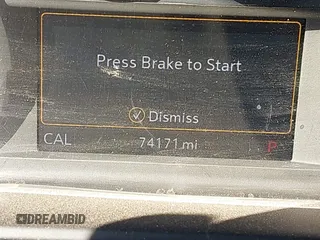 Press Brake to Start
Dismiss
CAL 74171 mi P
DREAMBID